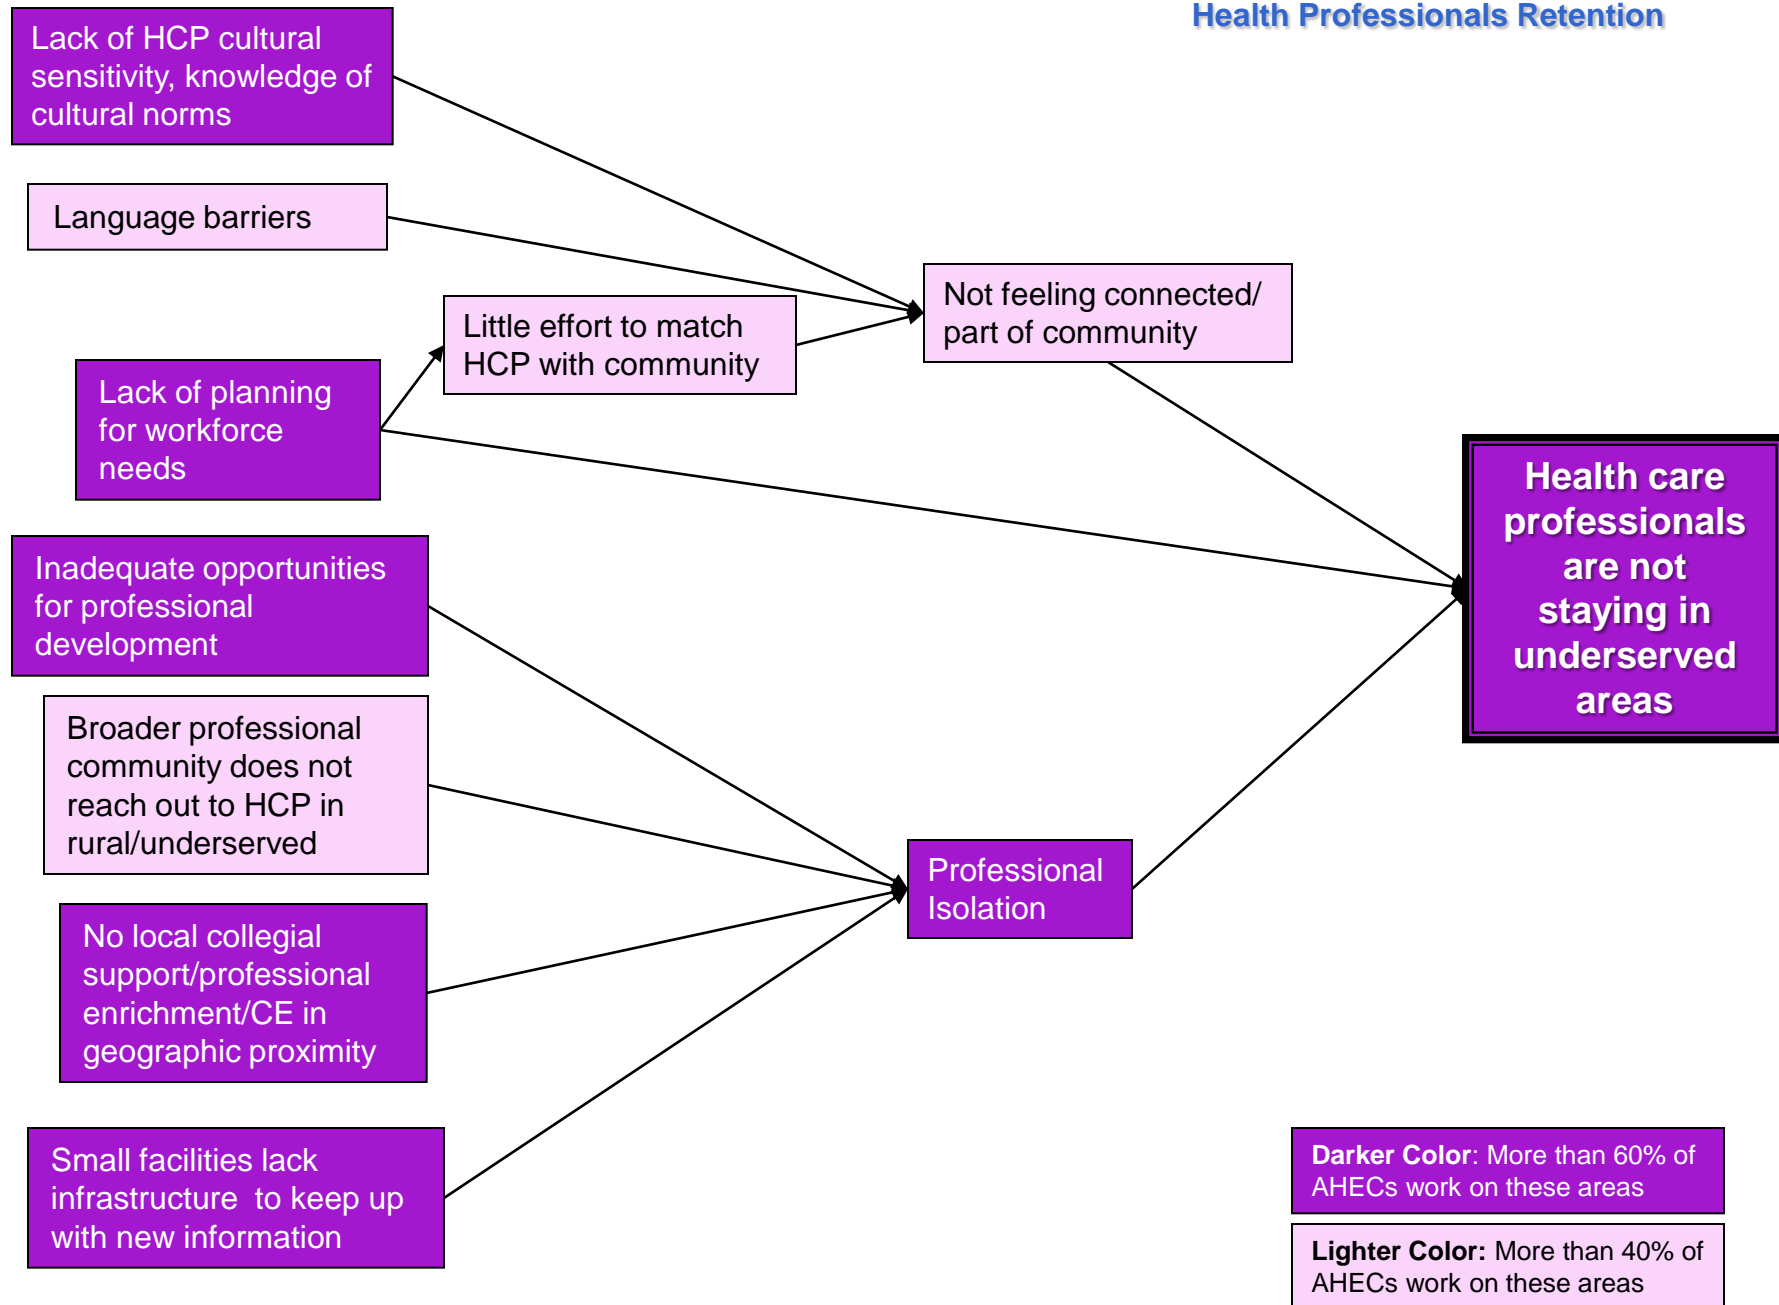 Health Professionals Retention
Lack of HCP cultural
sensitivity, knowledge of
cultural norms
Language barriers
Little effort to match
HCP with community
Not feeling connected/
part of community
Lack of planning
for workforce
needs
Health care
professionals
are not
staying in
underserved
areas
Inadequate opportunities
for professional
development
Broader professional
community does not
reach out to HCP in
rural/underserved
Professional
Isolation
No local collegial
support/professional
enrichment/CE in
geographic proximity
Small facilities lack
infrastructure to keep up
with new information
Darker Color: More than 60% of
AHECs work on these areas
Lighter Color: More than 40% of
AHECs work on these areas